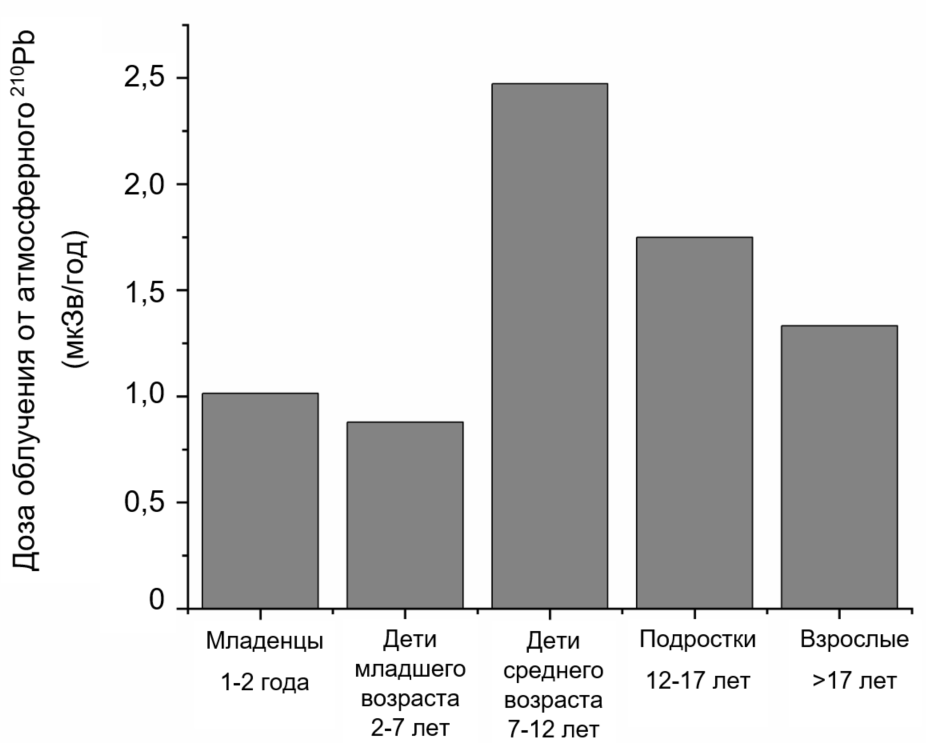 Доза облучения от атмосферного ²¹⁰Pb
(мкЗв/год)
2,5
2,0
1,5
1,0
0,5
0
Младенцы
1-2 года
Дети
младшего
возраста
2-7 лет
Дети
среднего
возраста
7-12 лет
Подростки
12-17 лет
Взрослые
>17 лет